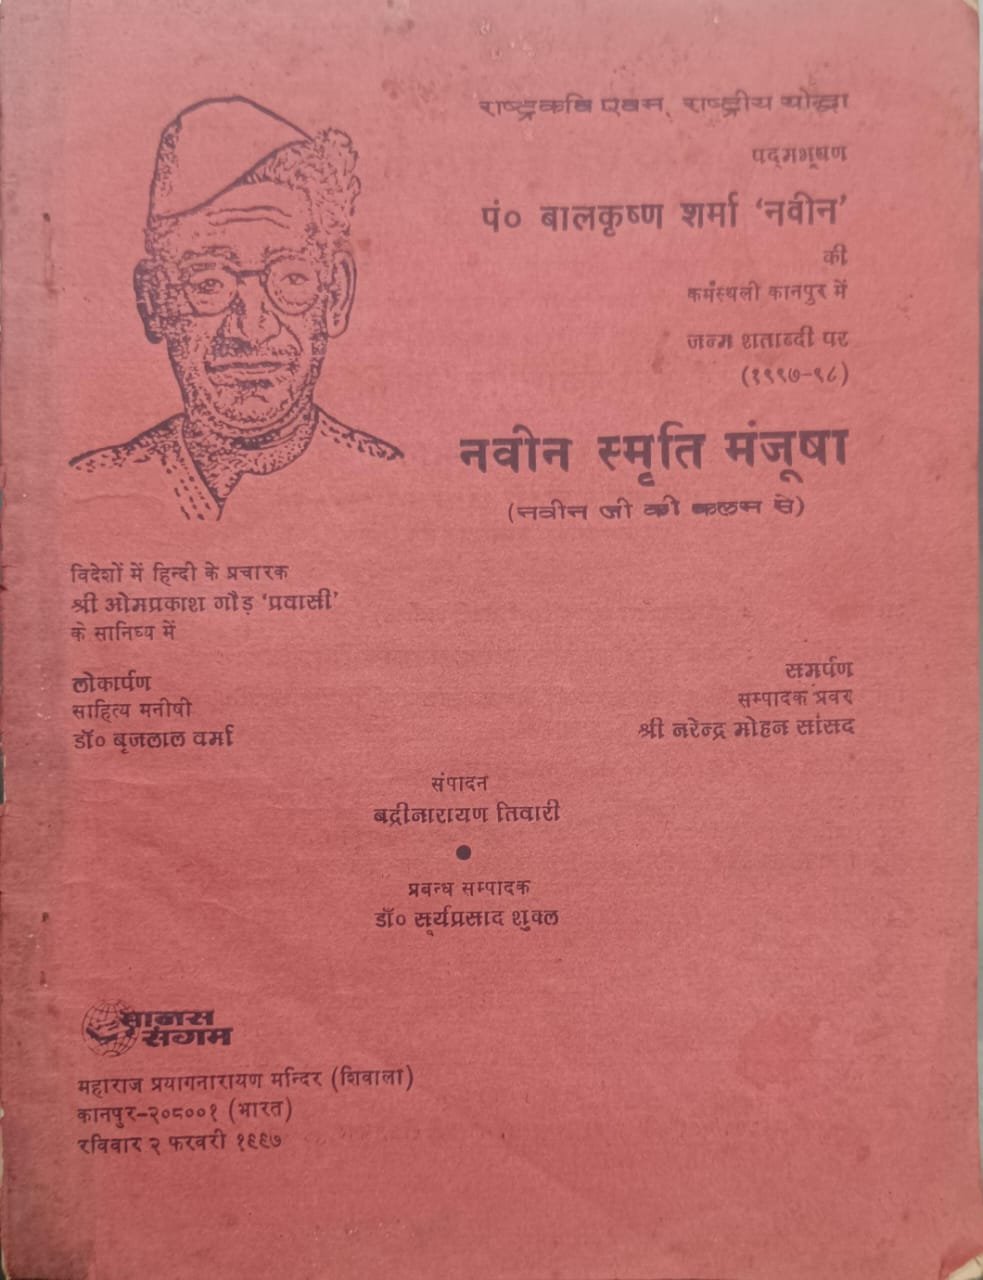 राष्ट्रकवि एवम् राष्ट्रीय योद्धा
पद्मभूषण
पं० बालकृष्ण शर्मा ‘नवीन’
की
कर्मस्थली कानपुर में
जन्म शताब्दी पर
(१९९७-९८)
नवीन स्मृति मंजूषा
(नवीन जी की कलम से)
विदेशों में हिन्दी के प्रचारक
श्री ओमप्रकाश गौड़ ‘प्रवासी’
के सानिध्य में
लोकार्पण
साहित्य मनीषी
डॉ० बृजलाल वर्मा
समर्पण
सम्पादक प्रवर
श्री नरेन्द्र मोहन सांसद
संपादन
बद्रीनारायण तिवारी
प्रबन्ध सम्पादक
डॉ० सूर्यप्रसाद शुक्ल
मानस
संगम
महाराज प्रयागनारायण मन्दिर (शिवाला)
कानपुर-२०८००१ (भारत)
रविवार २ फरवरी १९९७